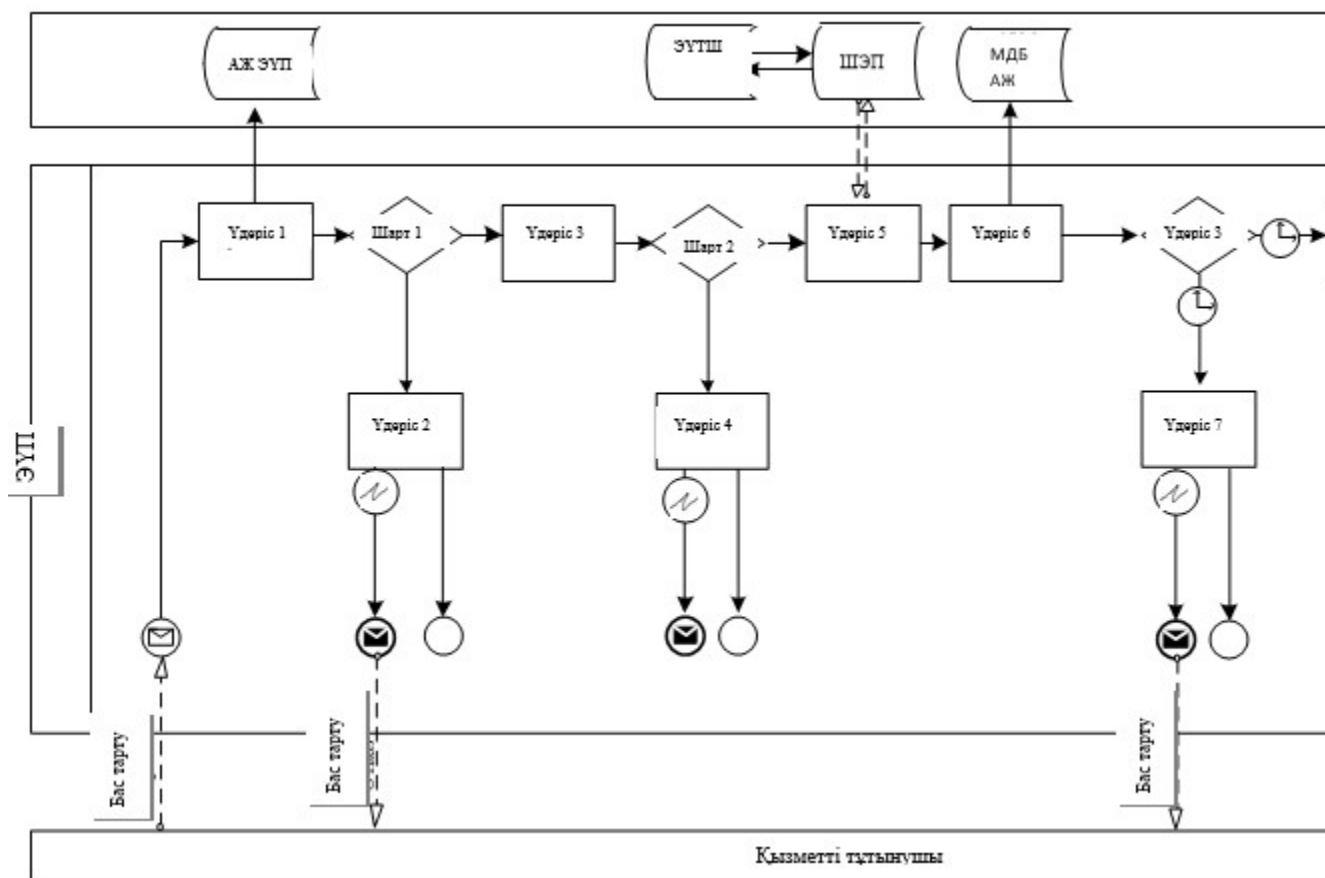 АЖ ЭҮП
ЭҮТШ
ШЭП
МДБ
АЖ
Үдеріс 1
Шарт 1
Үдеріс 3
Шарт 2
Үдеріс 5
Үдеріс 6
Үдеріс 3
Үдеріс 2
Үдеріс 4
Үдеріс 7
ЭҮП
Бас тарту
Бас тарту
Бас тарту
Қызметті тұтынушы